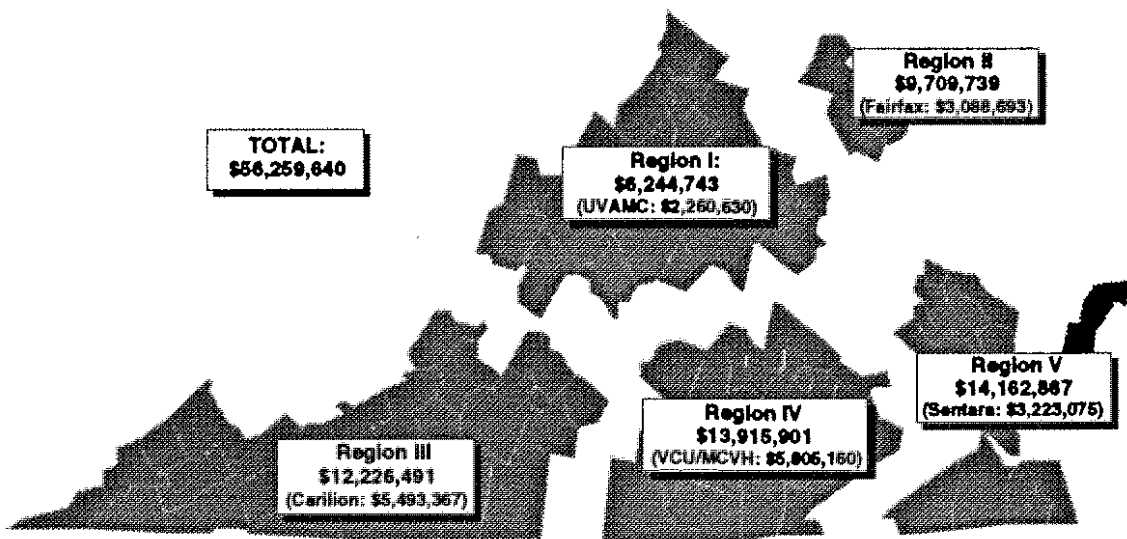 Region II
$9,709,739
(Fairfax: $3,088,693)
TOTAL:
$56,259,640
Region I:
$6,244,743
(UVAMC: $2,260,630)
Region V
$14,162,867
(Sentara: $3,223,075)
Region IV
$13,915,901
(VCU/MCVH: $5,805,160)
Region III
$12,226,491
(Carilion: $5,493,367)